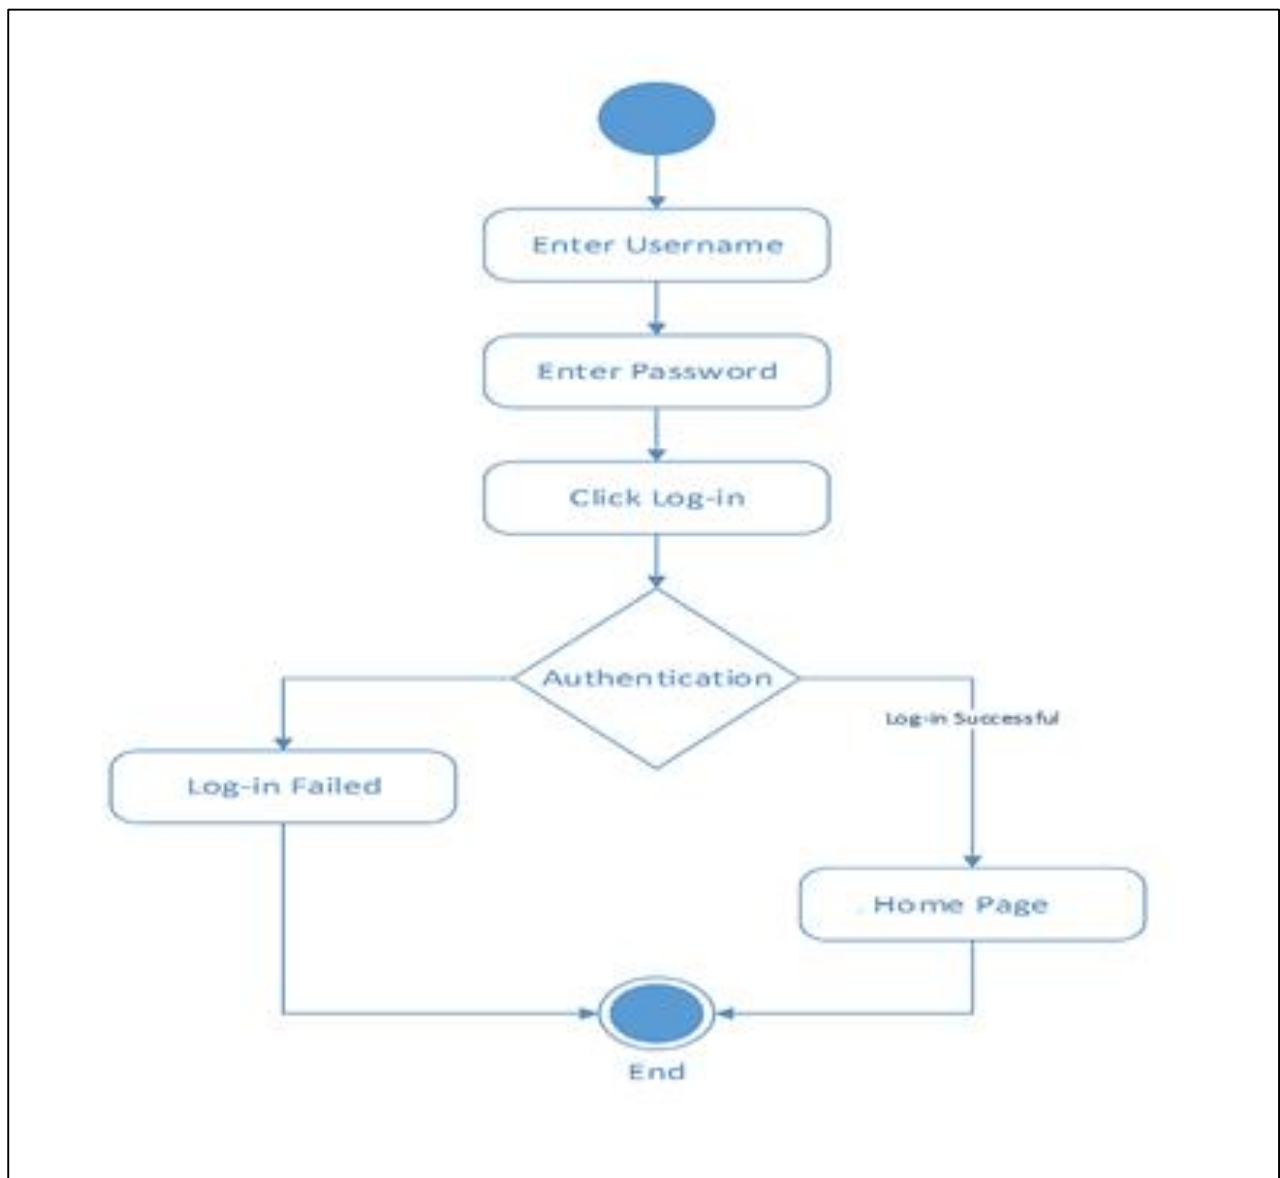 Enter Username
Enter Password
Click Log-in
Authentication
Log-in Successful
Log-in Failed
. Home Page
End